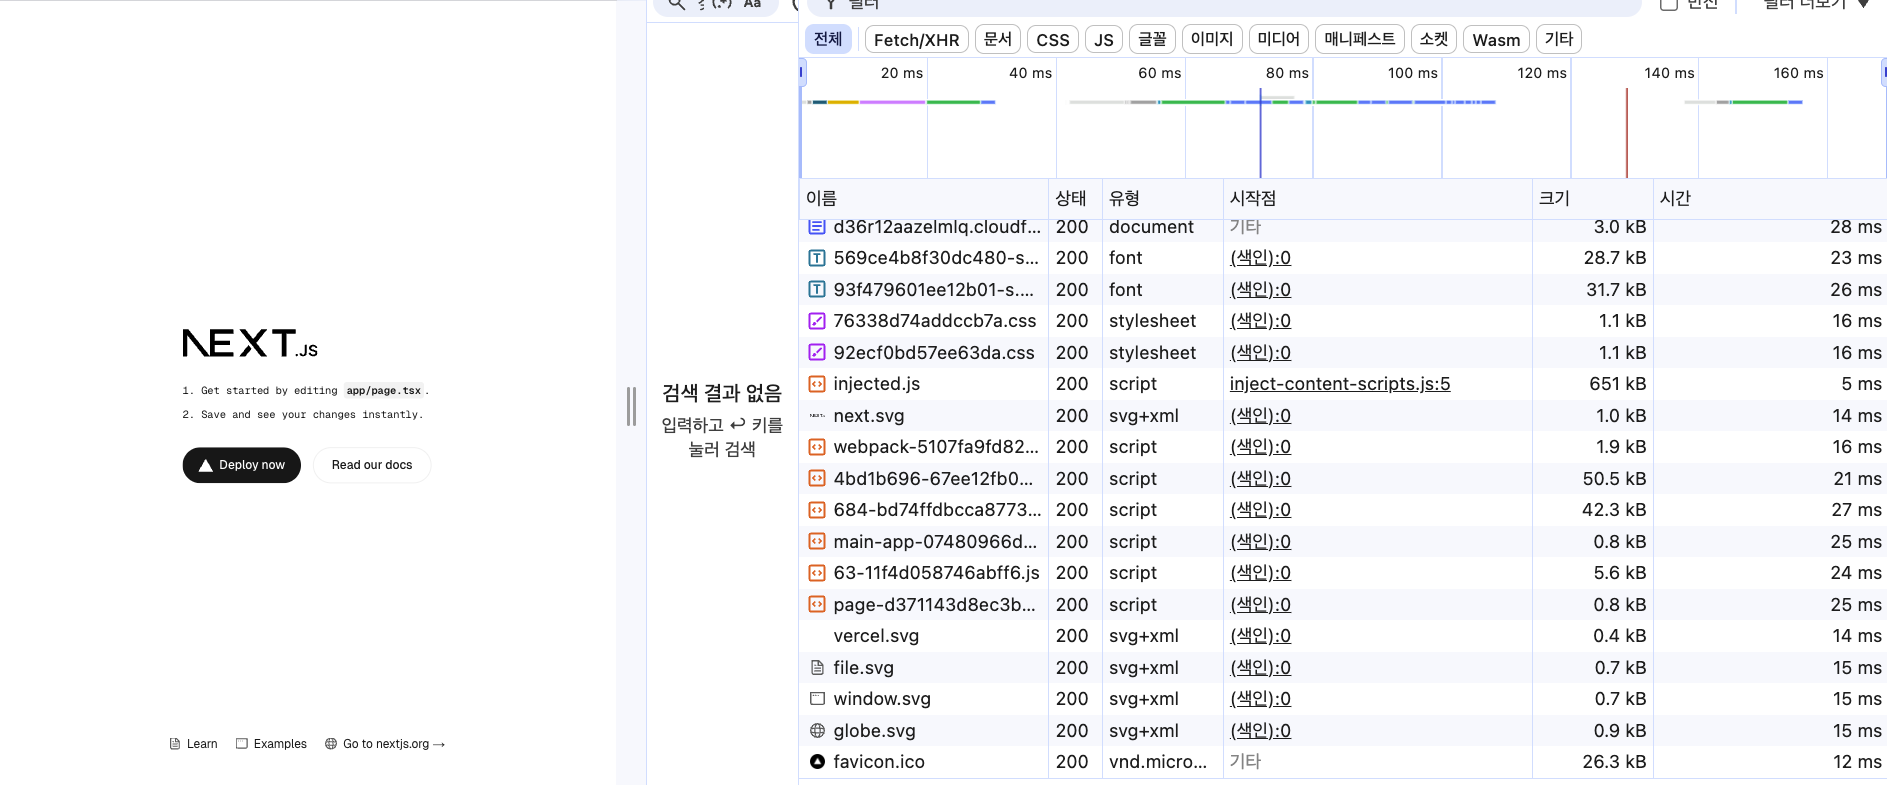 NEXT.JS
1. Get started by editing app/page.tsx.
2. Save and see your changes instantly.
Deploy now
Read our docs
Learn
Examples
Go to nextjs.org →
Aa
검색 결과 없음
입력하고 ↩ 키를
눌러 검색
필터
반전
필터 더보기 ▼
전체 Fetch/XHR 문서 CSS JS 글꼴 이미지 미디어 매니페스트 소켓 Wasm 기타
20 ms 40 ms 60 ms 80 ms 100 ms 120 ms 140 ms 160 ms
이름 상태 유형 시작점 크기 시간
d36r12aazelmlq.cloudf... 200 document 기타 3.0 kB 28 ms
569ce4b8f30dc480-s... 200 font (색인):0 28.7 kB 23 ms
93f479601ee12b01-s.... 200 font (색인):0 31.7 kB 26 ms
76338d74addccb7a.css 200 stylesheet (색인):0 1.1 kB 16 ms
92ecf0bd57ee63da.css 200 stylesheet (색인):0 1.1 kB 16 ms
injected.js 200 script inject-content-scripts.js:5 651 kB 5 ms
next.svg 200 svg+xml (색인):0 1.0 kB 14 ms
webpack-5107fa9fd82... 200 script (색인):0 1.9 kB 16 ms
4bd1b696-67ee12fb0... 200 script (색인):0 50.5 kB 21 ms
684-bd74ffdbcca8773... 200 script (색인):0 42.3 kB 27 ms
main-app-07480966d... 200 script (색인):0 0.8 kB 25 ms
63-11f4d058746abff6.js 200 script (색인):0 5.6 kB 24 ms
page-d371143d8ec3b... 200 script (색인):0 0.8 kB 25 ms
vercel.svg 200 svg+xml (색인):0 0.4 kB 14 ms
file.svg 200 svg+xml (색인):0 0.7 kB 15 ms
window.svg 200 svg+xml (색인):0 0.7 kB 15 ms
globe.svg 200 svg+xml (색인):0 0.9 kB 15 ms
favicon.ico 200 vnd.micro... 기타 26.3 kB 12 ms